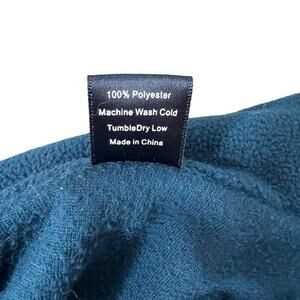 100% Polyester
Machine Wash Cold
TumbleDry Low
Made in China